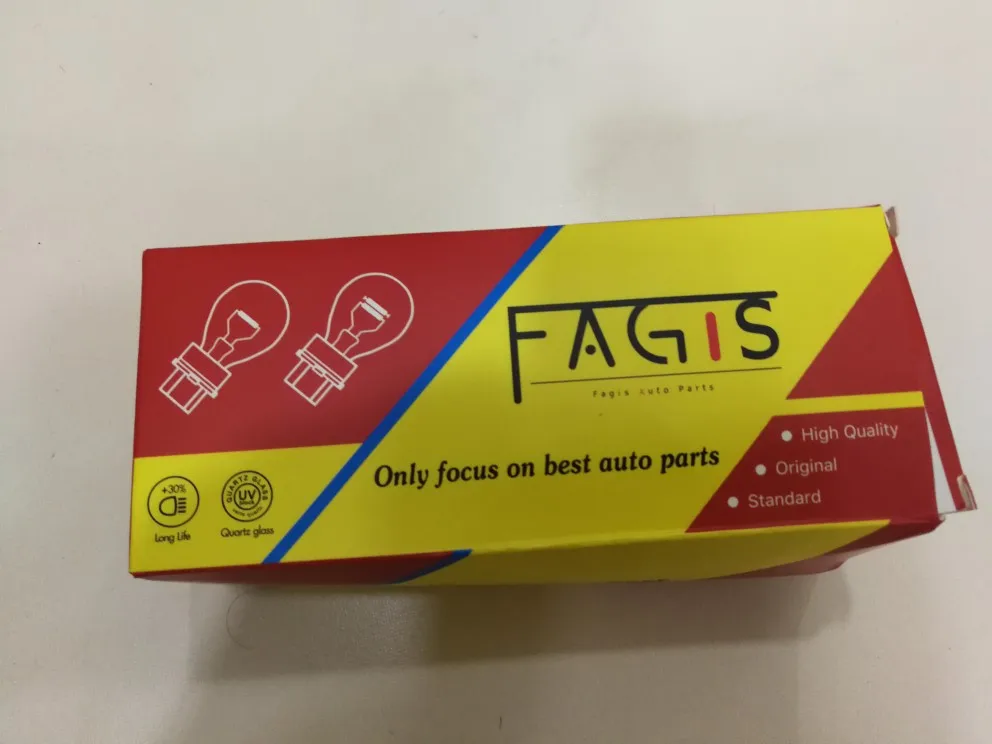 FAGIS
Fagis Auto Parts
Only focus on best auto parts
High Quality
Original
Standard
+30%
Long Life
QUARTZ GLASS
UV
Quartz glass